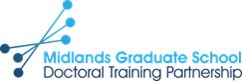 Midlands Graduate School
Doctoral Training Partnership